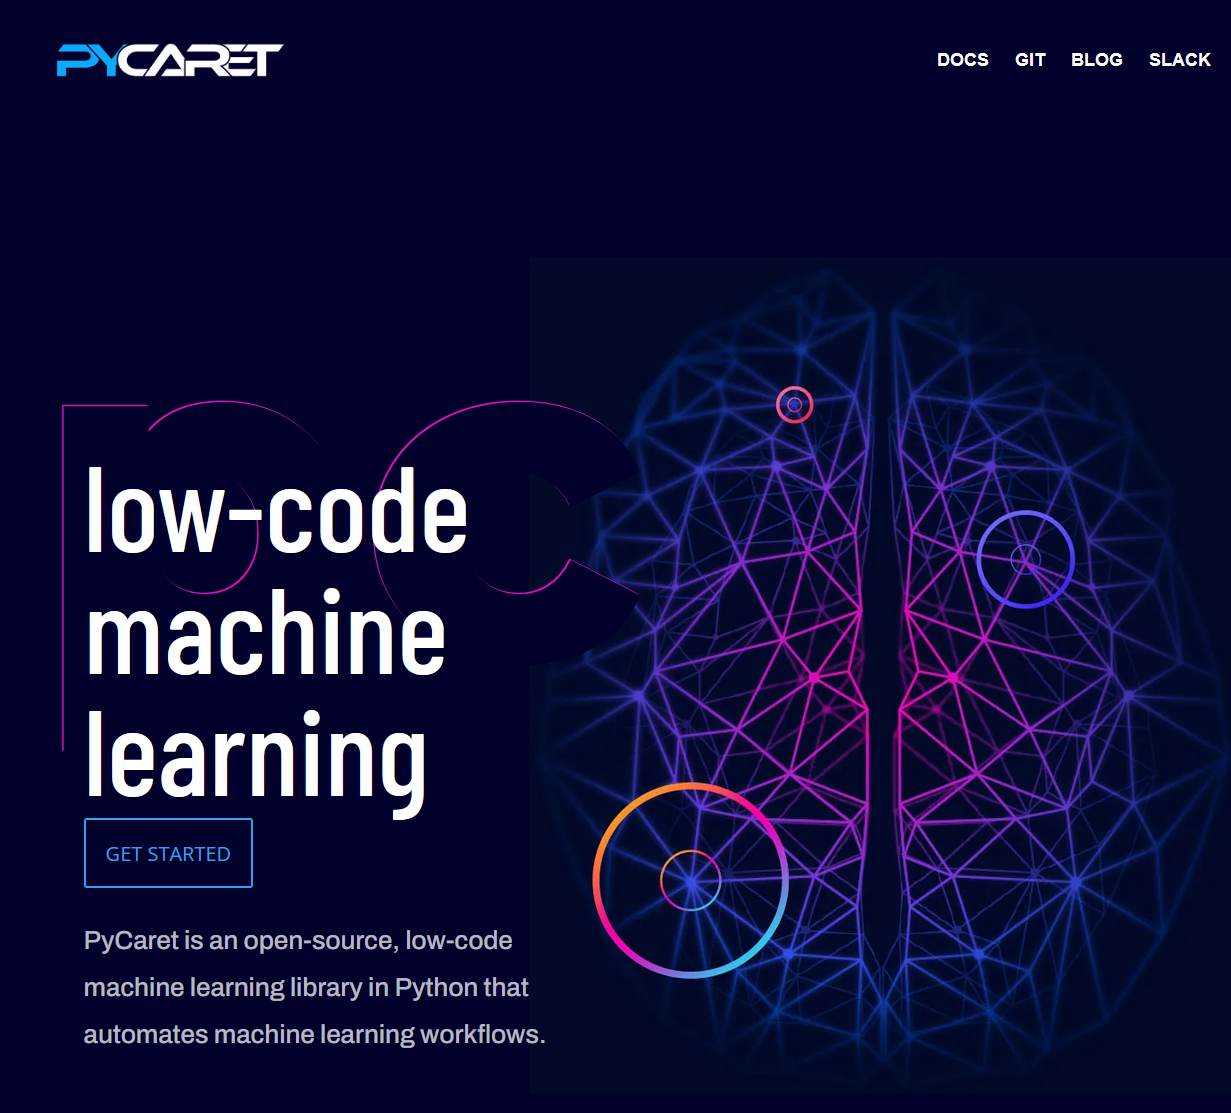 PYCARET
DOCS GIT BLOG SLACK
pc
low-code
machine
learning
GET STARTED
PyCaret is an open-source, low-code
machine learning library in Python that
automates machine learning workflows.